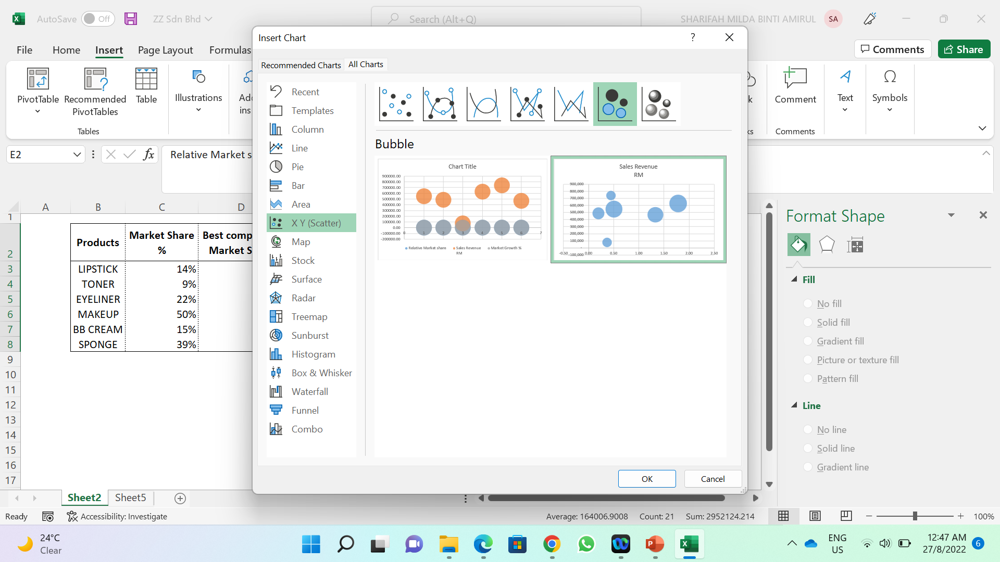 AutoSave Off ZZ Sdn Bhd Search (Alt+Q) SHARIFAH MILDA BINTI AMIRUL SA
Insert Chart ?
File Home Insert Page Layout Formulas Comments Share
Recommended Charts All Charts
PivotTable Recommended PivotTables Table Illustrations Comment Text Symbols
Tables Comments
E2 fx Relative Market s
Recent
Templates
Column
Line
Pie
Bar
Area
X Y (Scatter)
Map
Stock
Surface
Radar
Treemap
Sunburst
Histogram
Box & Whisker
Waterfall
Funnel
Combo
Bubble
Chart Title
900000.00
800000.00
700000.00
600000.00
500000.00
400000.00
300000.00
200000.00
100000.00
0.00
-100000.00 0 1 2 3 4 5 6 7
-200000.00
Relative Market share Sales Revenue RM Market Growth %
Sales Revenue
RM
900,000
800,000
700,000
600,000
500,000
400,000
300,000
200,000
100,000
-
-0.50 -100,000 0.00 0.50 1.00 1.50 2.00 2.50
OK Cancel
A B C D
1
2 Products Market Share % Best comp Market S
3 LIPSTICK 14%
4 TONER 9%
5 EYELINER 22%
6 MAKEUP 50%
7 BB CREAM 15%
8 SPONGE 39%
9
10
11
12
13
14
15
16
17
Format Shape
Fill
No fill
Solid fill
Gradient fill
Picture or texture fill
Pattern fill
Line
No line
Solid line
Gradient line
Sheet2 Sheet5
Ready Accessibility: Investigate Average: 164006.9008 Count: 21 Sum: 2952124.214 100%
24°C
Clear
ENG
US
12:47 AM
27/8/2022
6